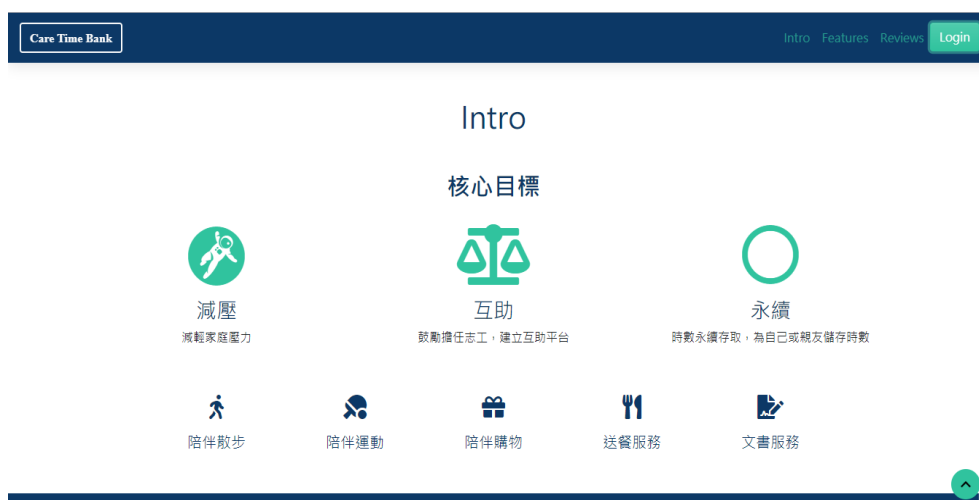 Care Time Bank
Intro Features Reviews Login
Intro
核心目標
減壓
減輕家庭壓力
互助
鼓勵擔任志工，建立互助平台
永續
時數永續存取，為自己或親友儲存時數
陪伴散步
陪伴運動
陪伴購物
送餐服務
文書服務